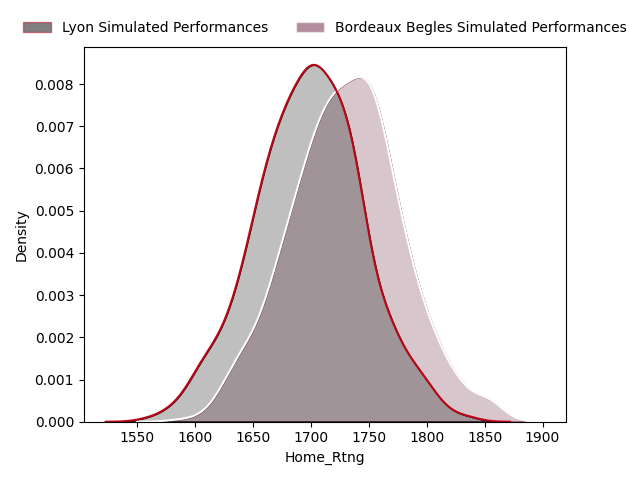 Lyon Simulated Performances
Bordeaux Begles Simulated Performances
0.008
0.007
0.006
0.005
0.004
0.003
0.002
0.001
0.000
Density
1550 1600 1650 1700 1750 1800 1850 1900
Home_Rtng